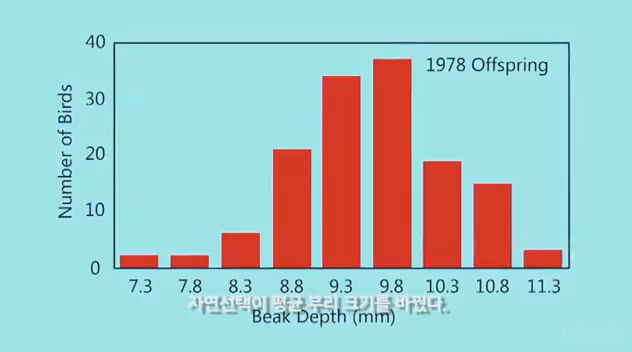 40
1978 Offspring
30
20
10
0
Number of Birds
7.3 7.8 8.3 8.8 9.3 9.8 10.3 10.8 11.3
자연선택이 평균 부리 크기를 바꿨다.
Beak Depth (mm)